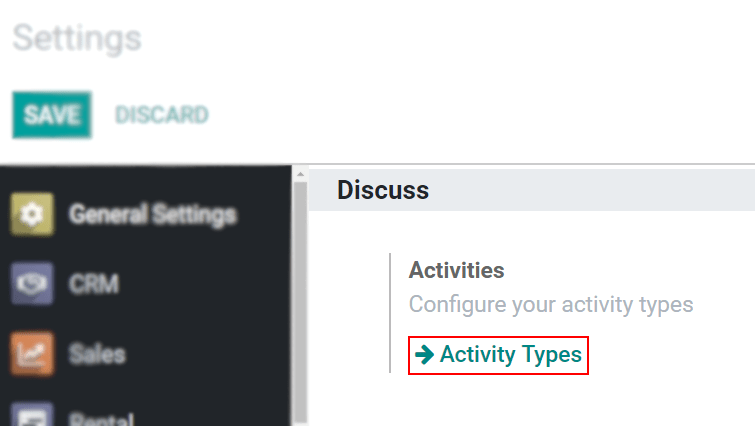 Settings
SAVE
DISCARD
General Settings
CRM
Sales
Rental
Discuss
Activities
Configure your activity types
Activity Types